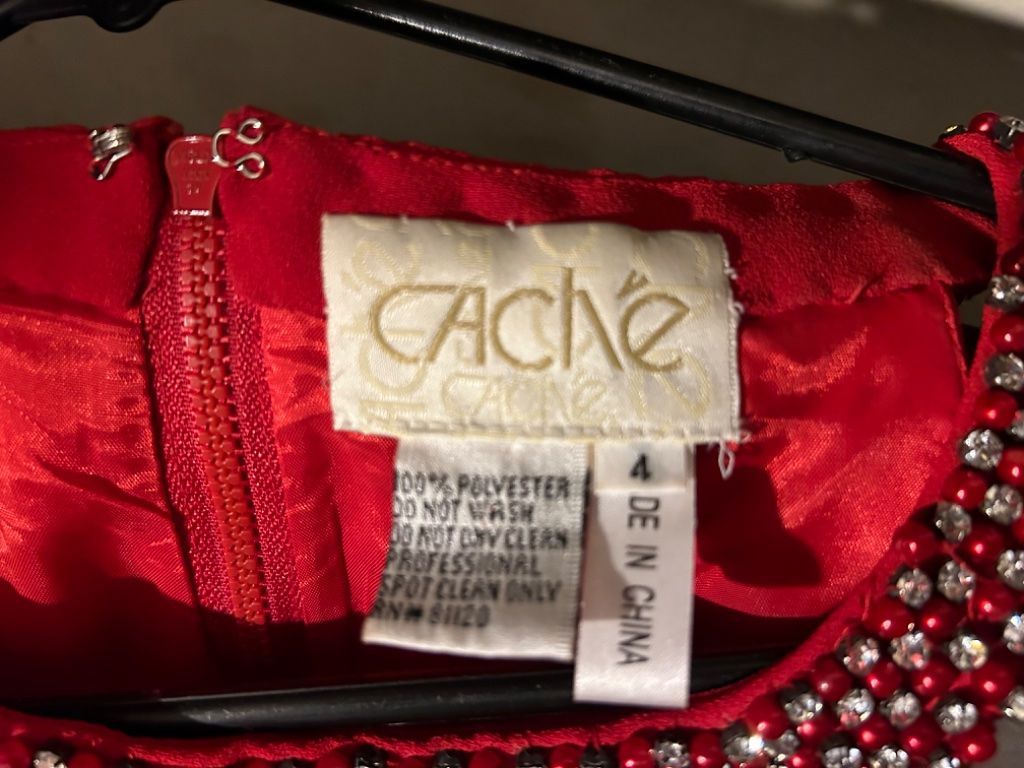 CAChé
CAChé
100% POLYESTER
DO NOT WASH
DO NOT DRY CLEAN
PROFESSIONAL
SPOT CLEAN ONLY
RN# 81120
4
DE IN CHINA